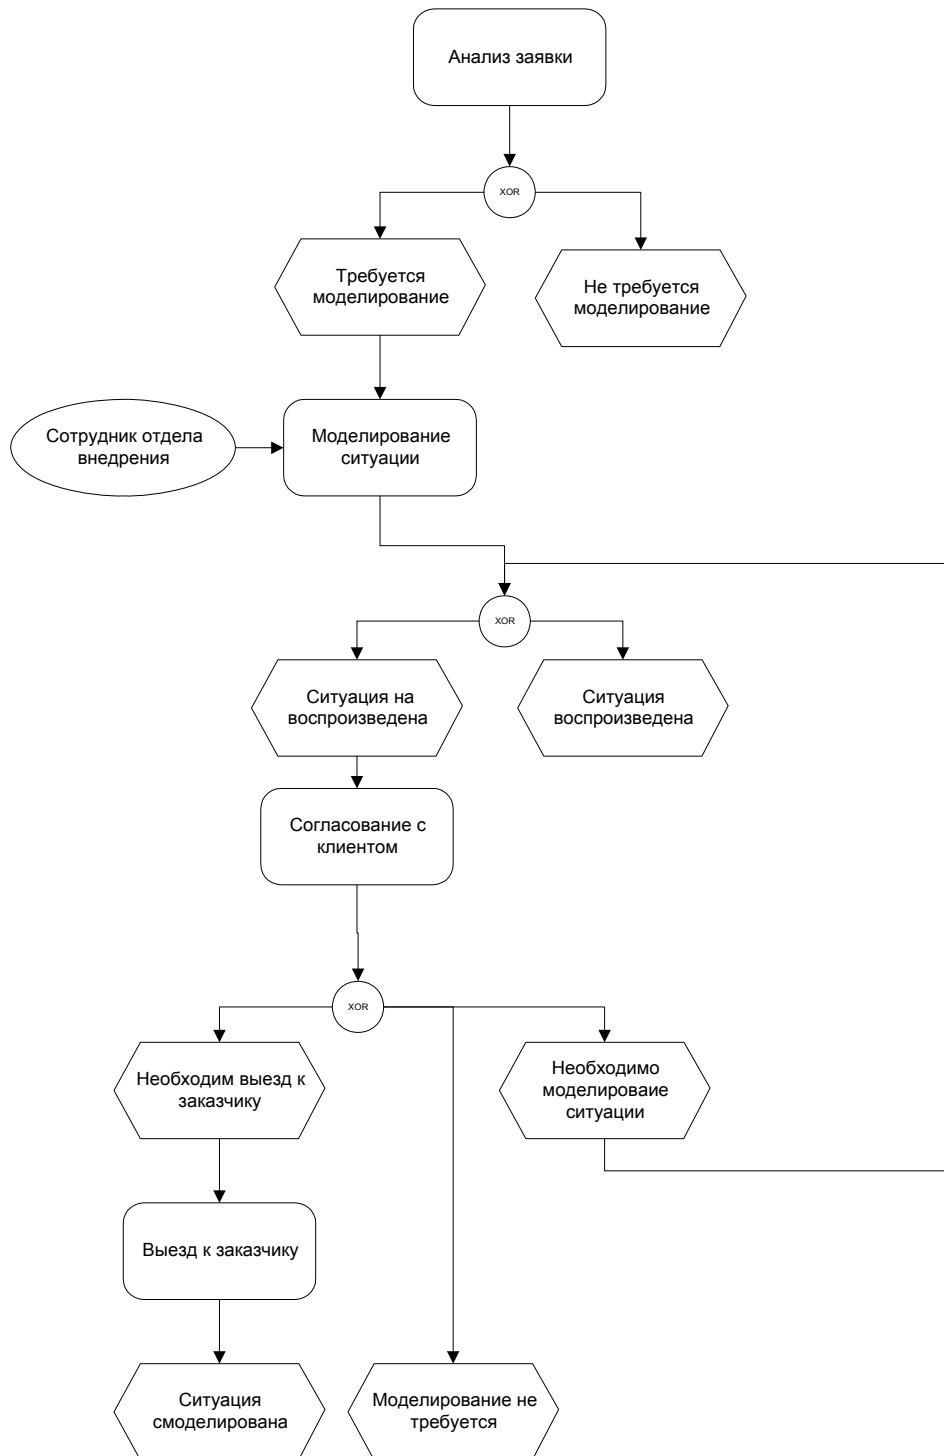 Анализ заявки
XOR
Требуется
моделирование
Не требуется
моделирование
Сотрудник отдела
внедрения
Моделирование
ситуации
XOR
Ситуация на
воспроизведена
Ситуация
воспроизведена
Согласование с
клиентом
XOR
Необходим выезд к
заказчику
Необходимо
моделироваие
ситуации
Выезд к заказчику
Ситуация
смоделирована
Моделирование не
требуется